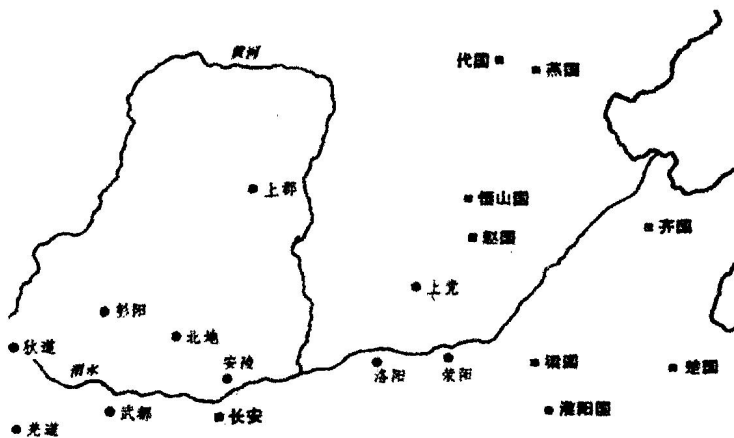 黄河
代国
燕国
上郡
恒山国
赵国
齐国
上党
彭阳
北地
狄道
渭水
安陵
洛阳
荥阳
梁国
楚国
武都
长安
淮阳国
羌道